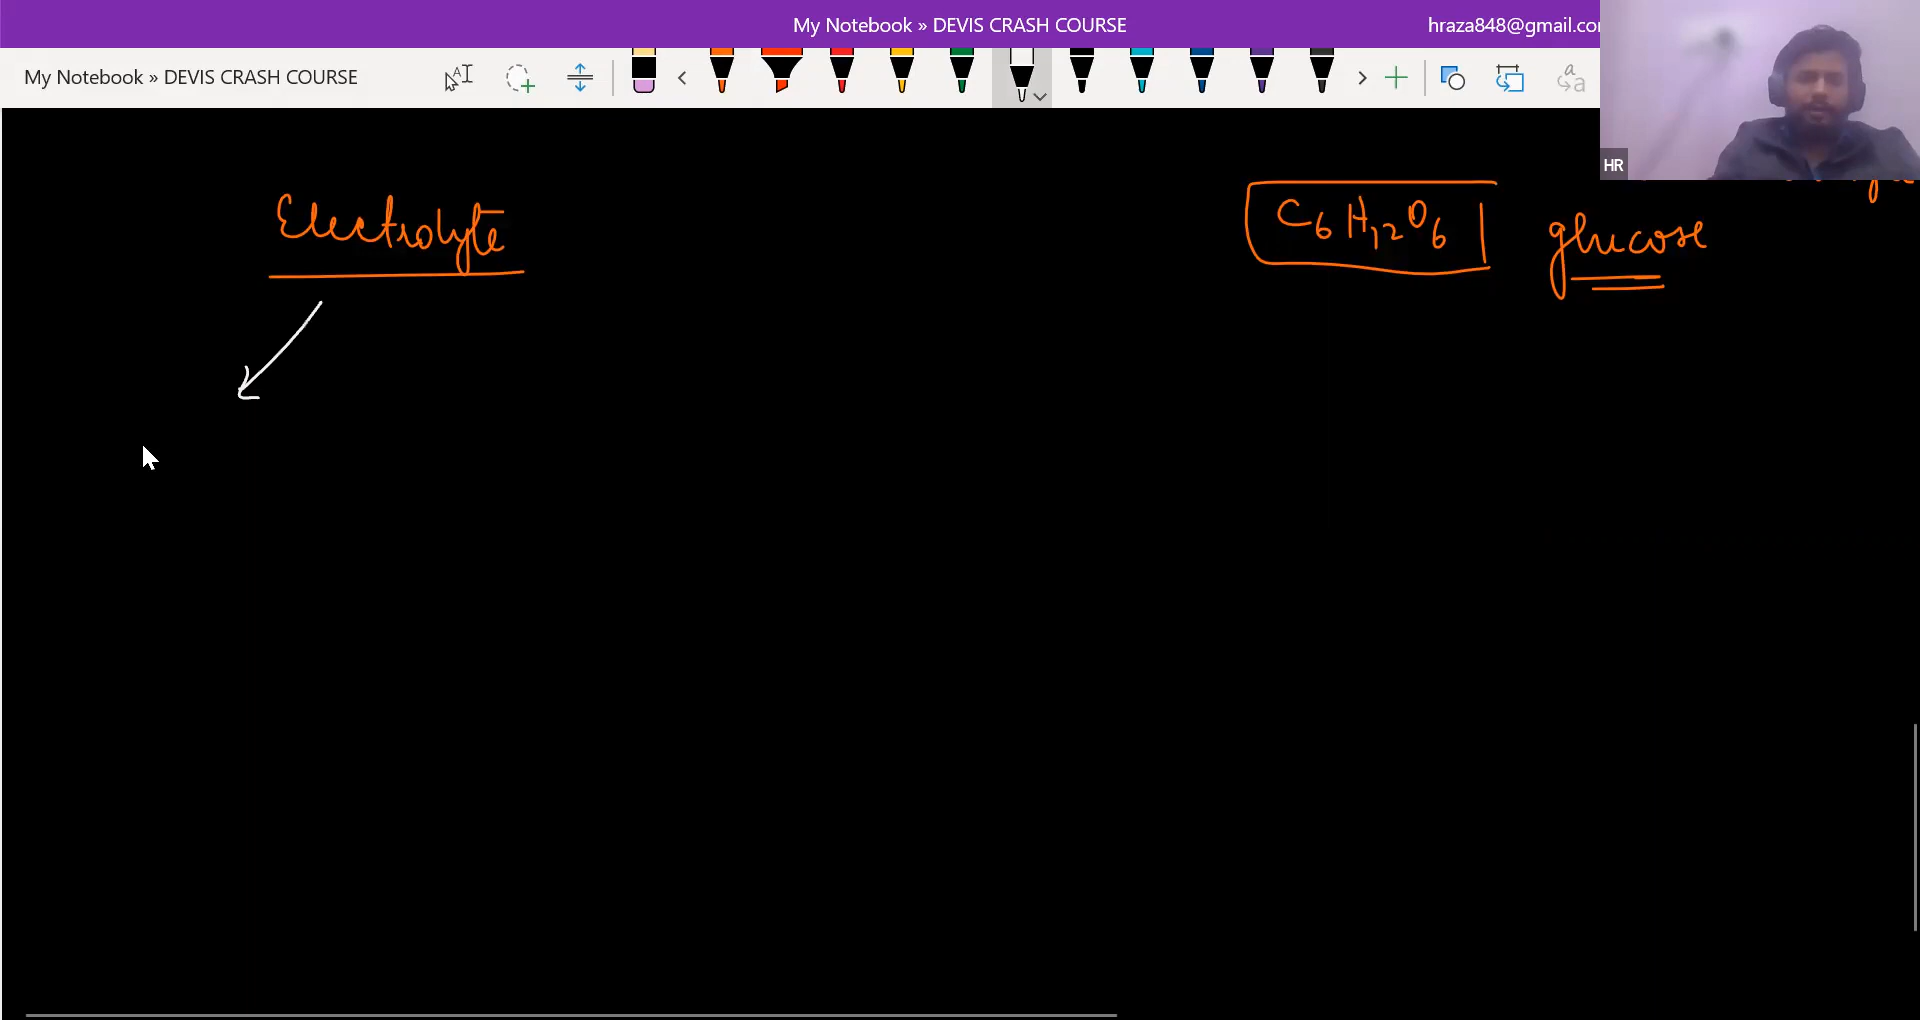 My Notebook » DEVIS CRASH COURSE
hraza848@gmail.co
My Notebook » DEVIS CRASH COURSE
HR
Electrolyte
C₆H₁₂O₆
glucose